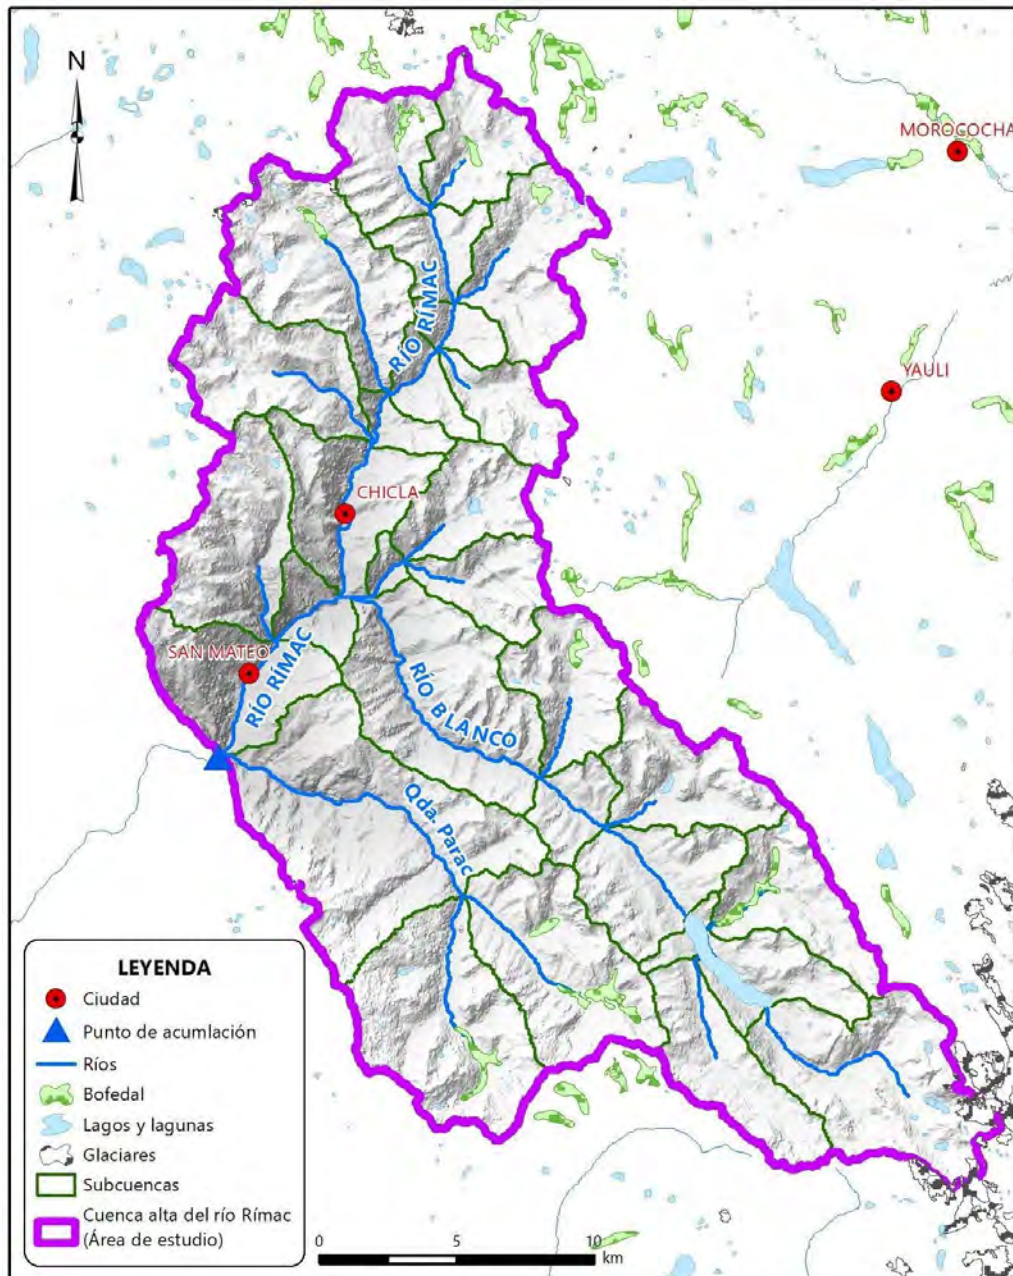 N
MOROCOCHA
RÍO RÍMAC
YAULI
CHICLA
SAN MATEO
RÍO RÍMAC
RÍO BLANCO
Qda. Parac
LEYENDA
Ciudad
Punto de acumlación
Ríos
Bofedal
Lagos y lagunas
Glaciares
Subcuencas
Cuenca alta del río Rímac
(Área de estudio)
0 5 10
km